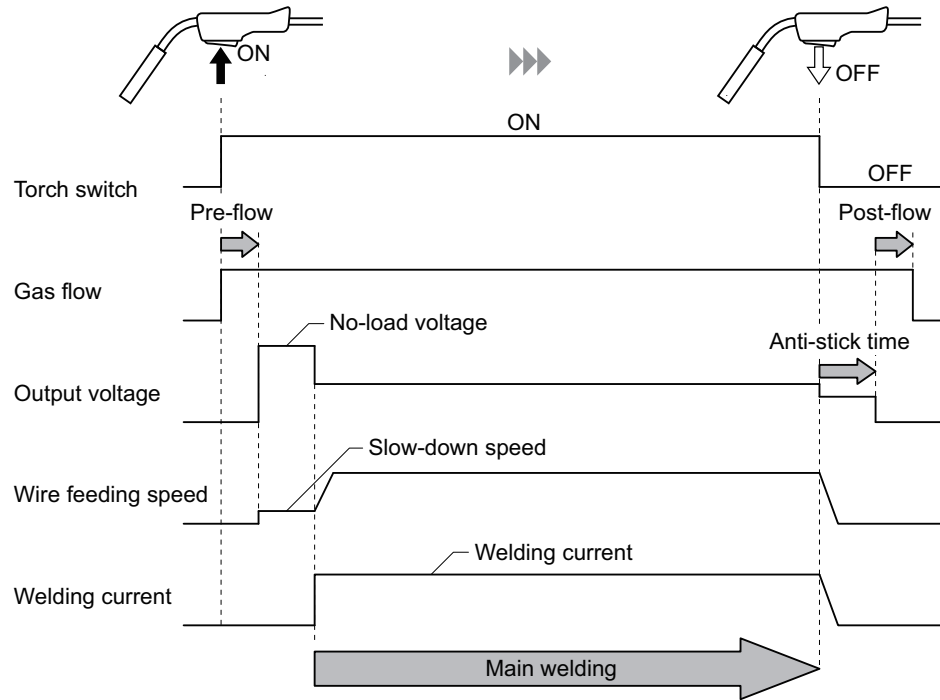 ON
OFF
ON
Torch switch
OFF
Pre-flow
Post-flow
Gas flow
No-load voltage
Anti-stick time
Output voltage
Slow-down speed
Wire feeding speed
Welding current
Welding current
Main welding